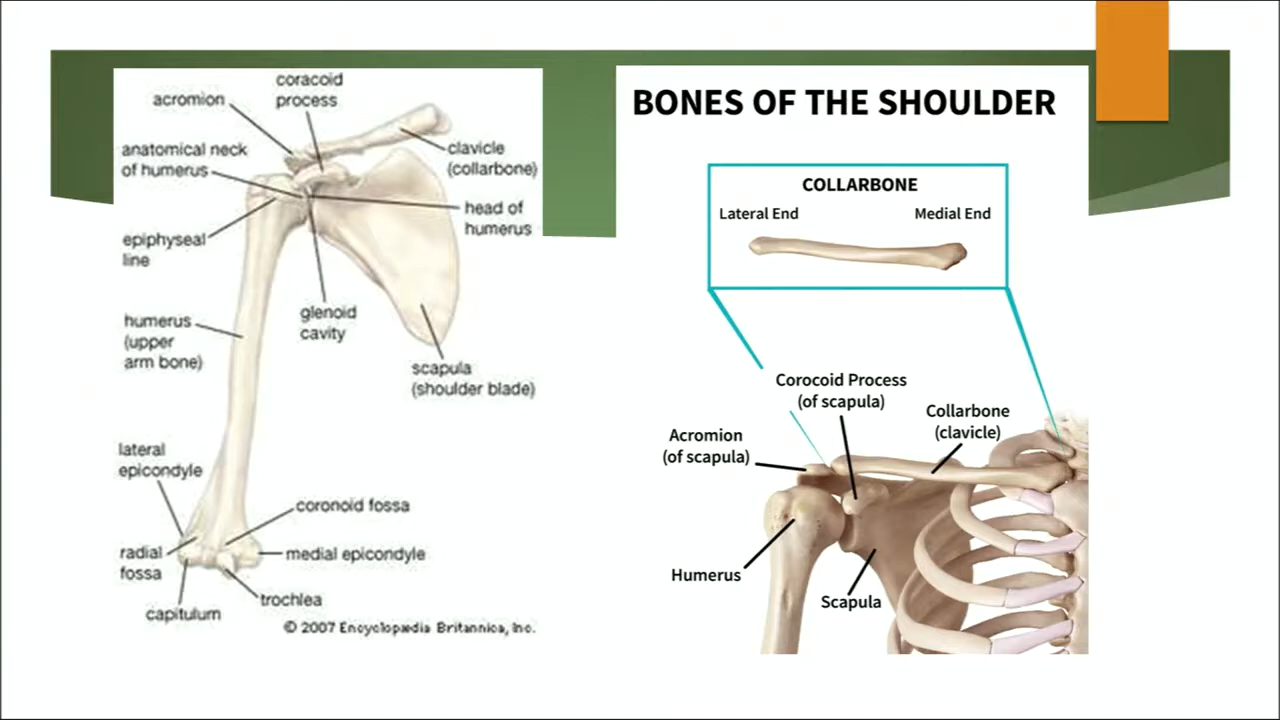 coracoid
process
acromion
anatomical neck
of humerus
clavicle
(collarbone)
head of
humerus
epiphyseal
line
glenoid
cavity
humerus
(upper
arm bone)
scapula
(shoulder blade)
lateral
epicondyle
coronoid fossa
radial
fossa
medial epicondyle
capitulum
trochlea
© 2007 Encyclopædia Britannica, Inc.
BONES OF THE SHOULDER
COLLARBONE
Lateral End
Medial End
Corocoid Process
(of scapula)
Collarbone
(clavicle)
Acromion
(of scapula)
Humerus
Scapula